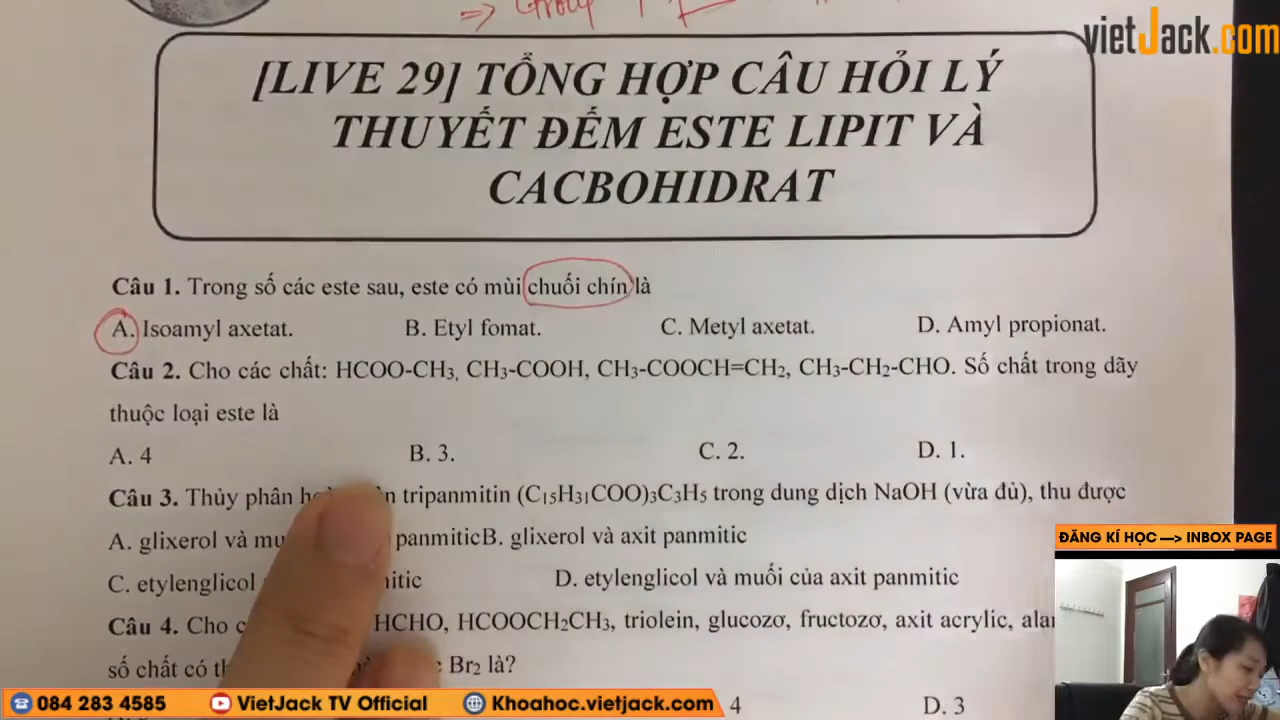 vietJack.com
[LIVE 29] TỔNG HỢP CÂU HỎI LÝ
THUYẾT ĐẾM ESTE LIPIT VÀ
CACBOHIDRAT
Câu 1. Trong số các este sau, este có mùi chuối chín là
A. Isoamyl axetat. B. Etyl fomat. C. Metyl axetat. D. Amyl propionat.
Câu 2. Cho các chất: HCOO-CH₃, CH₃-COOH, CH₃-COOCH=CH₂, CH₃-CH₂-CHO. Số chất trong dãy
thuộc loại este là
A. 4 B. 3. C. 2. D. 1.
Câu 3. Thủy phân tripanmitin (C₁₅H₃₁COO)₃C₃H₅ trong dung dịch NaOH (vừa đủ), thu được
A. glixerol và panmitic B. glixerol và axit panmitic
C. etylenglicol D. etylenglicol và muối của axit panmitic
Câu 4. Cho HCHO, HCOOCH₂CH₃, triolein, glucozơ, fructozơ, axit acrylic,
số chất có Br₂ là?
4 D. 3
ĐĂNG KÍ HỌC —> INBOX PAGE
084 283 4585 VietJack TV Official Khoahoc.vietjack.com